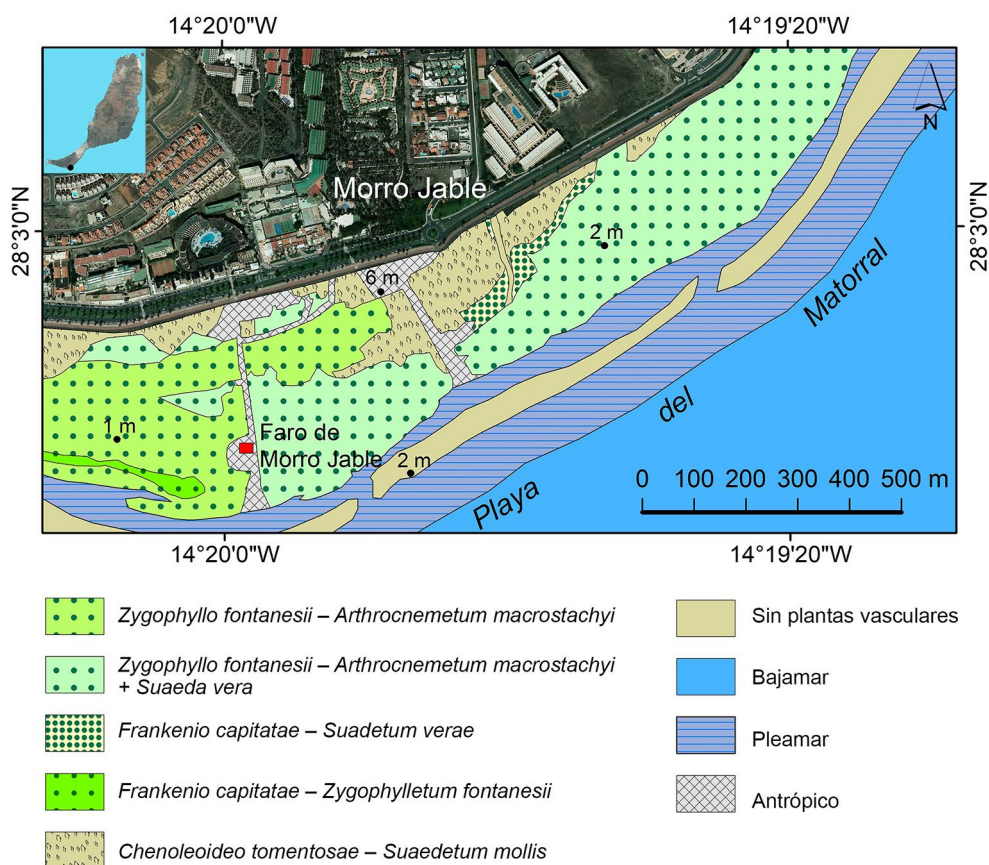 14°20'0"W
14°19'20"W
28°3'0"N
28°3'0"N
N
Morro Jable
2 m
6 m
Matorral
del
Playa
1 m
Faro de
Morro Jable
2 m
0 100 200 300 400 500 m
14°20'0"W
14°19'20"W
Zygophyllo fontanesii – Arthrocnemetum macrostachyi
Zygophyllo fontanesii – Arthrocnemetum macrostachyi
+ Suaeda vera
Frankenio capitatae – Suadetum verae
Frankenio capitatae – Zygophylletum fontanesii
Chenoleoideo tomentosae – Suaedetum mollis
Sin plantas vasculares
Bajamar
Pleamar
Antrópico